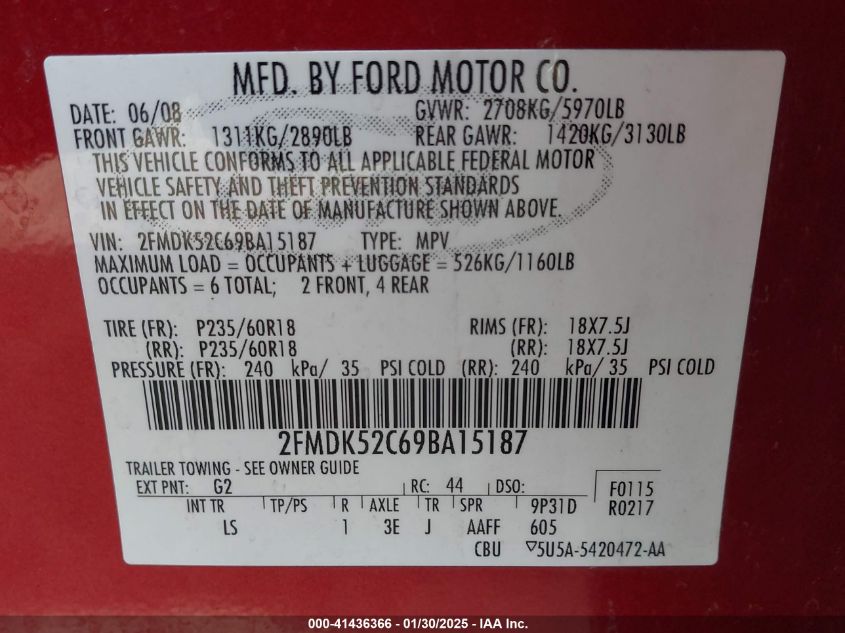 MFD. BY FORD MOTOR CO.
DATE: 06/08 GVWR: 2708KG/5970LB
FRONT GAWR: 1311KG/2890LB REAR GAWR: 1420KG/3130LB
THIS VEHICLE CONFORMS TO ALL APPLICABLE FEDERAL MOTOR
VEHICLE SAFETY AND THEFT PREVENTION STANDARDS
IN EFFECT ON THE DATE OF MANUFACTURE SHOWN ABOVE.
VIN: 2FMDK52C69BA15187 TYPE: MPV
MAXIMUM LOAD = OCCUPANTS + LUGGAGE = 526KG/1160LB
OCCUPANTS = 6 TOTAL; 2 FRONT, 4 REAR
TIRE (FR): P235/60R18 RIMS (FR): 18X7.5J
(RR): P235/60R18 (RR): 18X7.5J
PRESSURE (FR): 240 kPa/ 35 PSI COLD (RR): 240 kPa/ 35 PSI COLD
2FMDK52C69BA15187
TRAILER TOWING - SEE OWNER GUIDE
EXT PNT: G2 RC: 44 DSO: F0115
INT TR TP/PS R AXLE TR SPR 9P31D R0217
LS 1 3E J AAFF 605
CBU ▽5U5A-5420472-AA
000-41436366 — 01/30/2025 — IAA Inc.